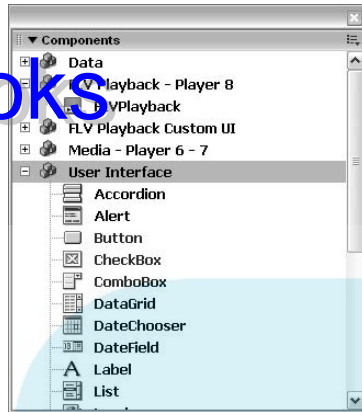 Components
Data
FLV Playback - Player 8
FLVPlayback
FLV Playback Custom UI
Media - Player 6 - 7
User Interface
Accordion
Alert
Button
CheckBox
ComboBox
DataGrid
DateChooser
DateField
Label
List
oks